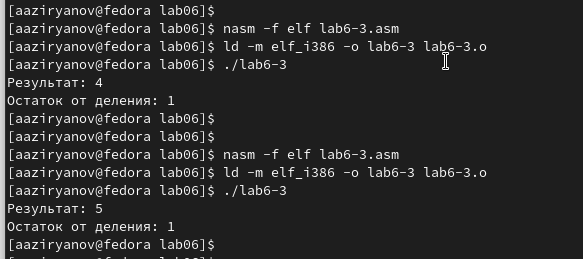 [aaziryanov@fedora lab06]$
[aaziryanov@fedora lab06]$ nasm -f elf lab6-3.asm
[aaziryanov@fedora lab06]$ ld -m elf_i386 -o lab6-3 lab6-3.o
[aaziryanov@fedora lab06]$ ./lab6-3
Результат: 4
Остаток от деления: 1
[aaziryanov@fedora lab06]$
[aaziryanov@fedora lab06]$
[aaziryanov@fedora lab06]$ nasm -f elf lab6-3.asm
[aaziryanov@fedora lab06]$ ld -m elf_i386 -o lab6-3 lab6-3.o
[aaziryanov@fedora lab06]$ ./lab6-3
Результат: 5
Остаток от деления: 1
[aaziryanov@fedora lab06]$